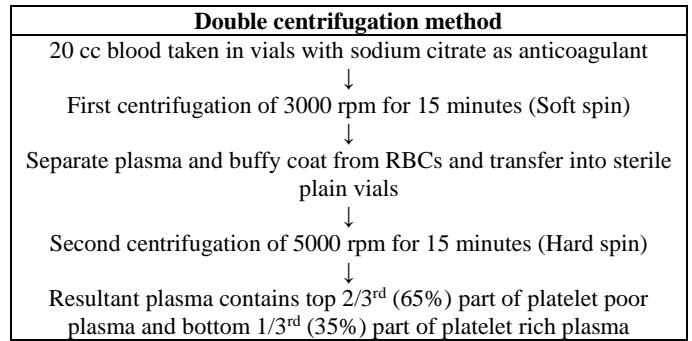 Double centrifugation method
20 cc blood taken in vials with sodium citrate as anticoagulant
↓
First centrifugation of 3000 rpm for 15 minutes (Soft spin)
↓
Separate plasma and buffy coat from RBCs and transfer into sterile
plain vials
↓
Second centrifugation of 5000 rpm for 15 minutes (Hard spin)
↓
Resultant plasma contains top 2/3rd (65%) part of platelet poor
plasma and bottom 1/3rd (35%) part of platelet rich plasma